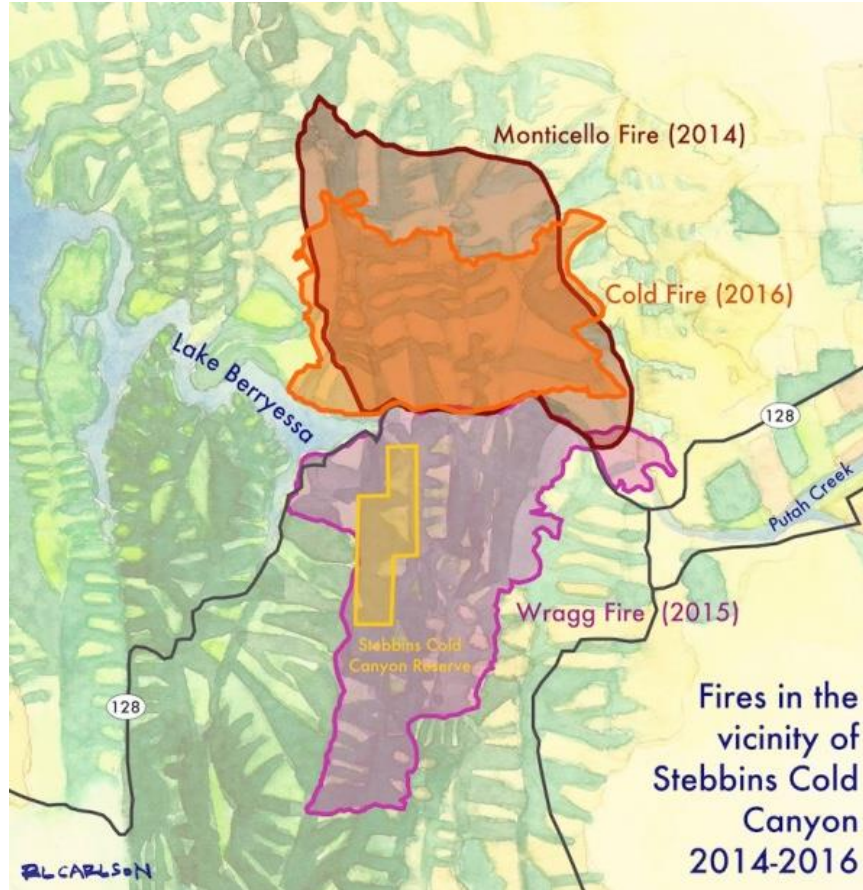 Monticello Fire (2014)
Cold Fire (2016)
Lake Berryessa
128
Putah Creek
Wragg Fire (2015)
Stebbins Cold
Canyon Reserve
128
Fires in the
vicinity of
Stebbins Cold
Canyon
2014-2016
RLCARLSON